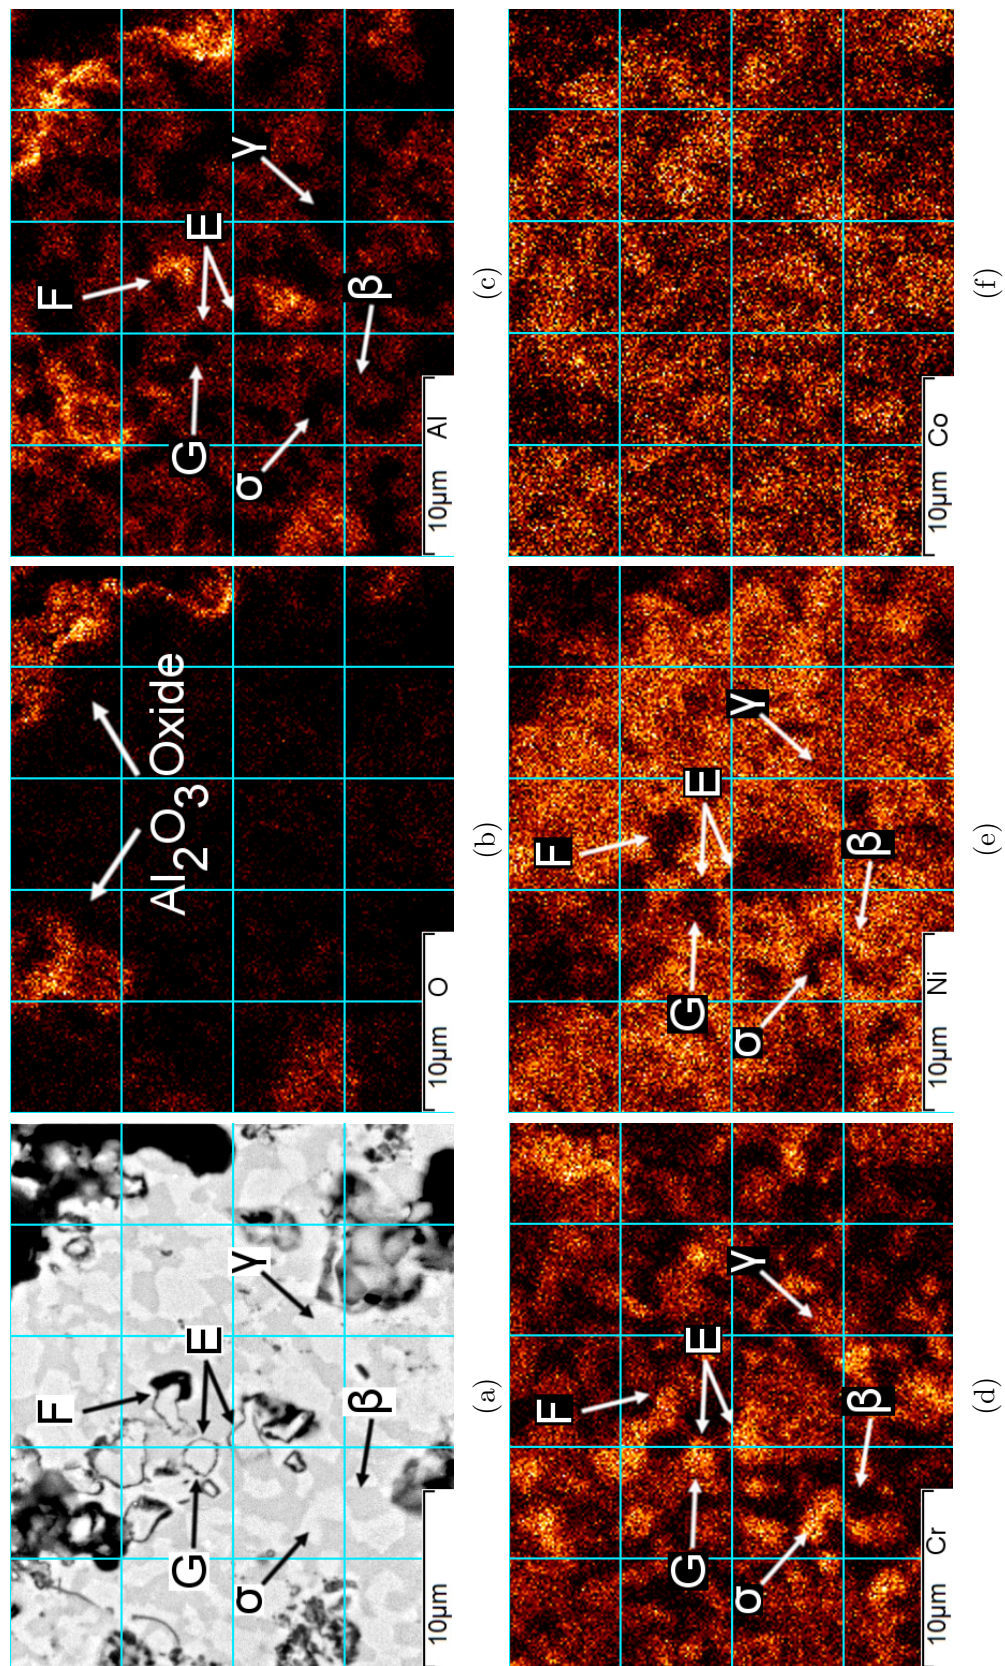 F
G E
σ γ
β
10µm
(a)
Al₂O₃ Oxide
10µm O
(b)
F
G E
σ γ
β
10µm Al
(c)
F
G E
σ γ
β
10µm Cr
(d)
F
G E
σ γ
β
10µm Ni
(e)
10µm Co
(f)